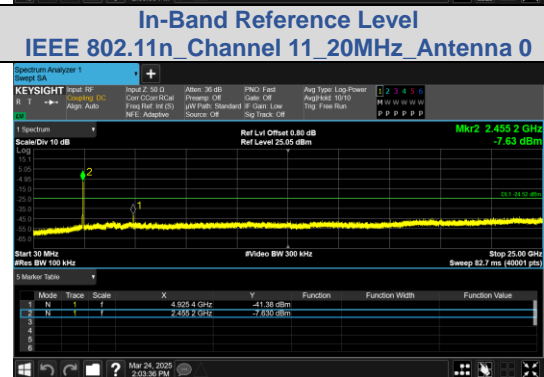 In-Band Reference Level
IEEE 802.11n_Channel 11_20MHz_Antenna 0
Spectrum Analyzer 1
Swept SA
+
KEYSIGHT Input: RF Input Z: 50 Ω Atten: 36 dB PNO: Fast Avg Type: Log-Power 1 2 3 4 5 6
R T Coupling: DC Corr CCorr RCal Preamp: Off Gate: Off Avg|Hold: 10/10 M W W W W W
Align: Auto Freq Ref: Int (S) µW Path: Standard IF Gain: Low Trig: Free Run
NFE: Adaptive Source: Off Sig Track: Off P P P P P P
1 Spectrum Ref Lvl Offset 0.80 dB Mkr2 2.455 2 GHz
Scale/Div 10 dB Ref Level 25.05 dBm -7.63 dBm
Log
15.1
5.05
-4.95
-15.0
-25.0
-35.0
-45.0
-55.0
-65.0
2
1
DL1 -24.52 dBm
Start 30 MHz #Video BW 300 kHz Stop 25.00 GHz
#Res BW 100 kHz Sweep 82.7 ms (40001 pts)
5 Marker Table
Mode Trace Scale X Y Function Function Width Function Value
1 N 1 f 4.925 4 GHz -41.38 dBm
2 N 1 f 2.455 2 GHz -7.630 dBm
3
4
5
6
? Mar 24, 2025
2:03:36 PM